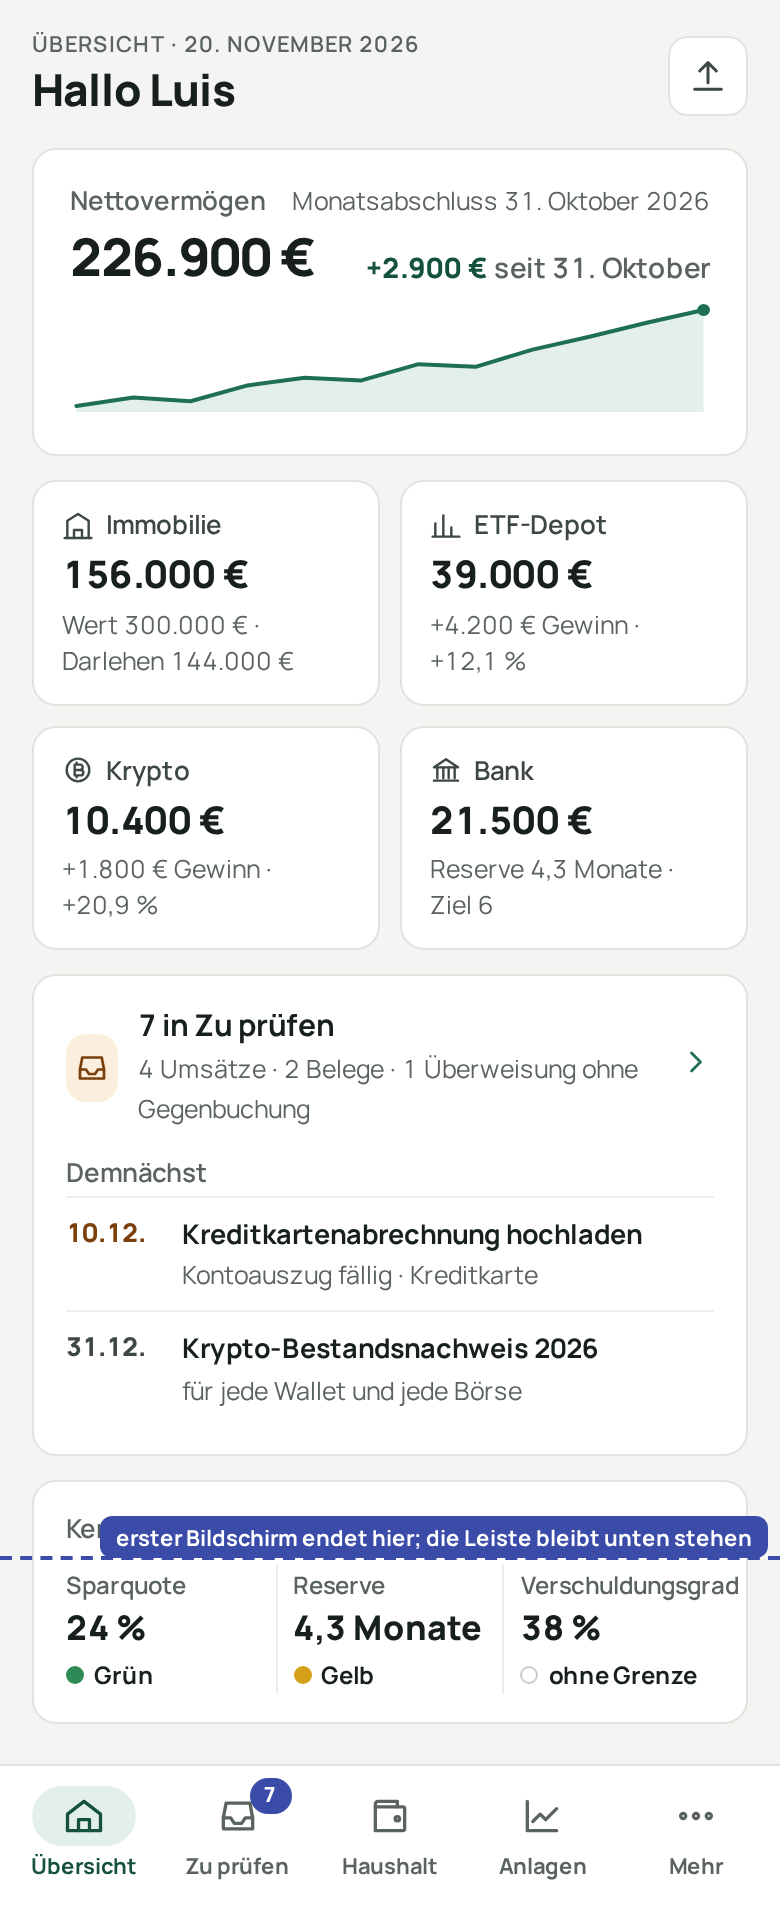 ÜBERSICHT · 20. NOVEMBER 2026
Hallo Luis
Nettovermögen Monatsabschluss 31. Oktober 2026
226.900 € +2.900 € seit 31. Oktober
Immobilie
156.000 €
Wert 300.000 € ·
Darlehen 144.000 €
ETF-Depot
39.000 €
+4.200 € Gewinn ·
+12,1 %
Krypto
10.400 €
+1.800 € Gewinn ·
+20,9 %
Bank
21.500 €
Reserve 4,3 Monate ·
Ziel 6
7 in Zu prüfen
4 Umsätze · 2 Belege · 1 Überweisung ohne
Gegenbuchung
Demnächst
10.12. Kreditkartenabrechnung hochladen
Kontoauszug fällig · Kreditkarte
31.12. Krypto-Bestandsnachweis 2026
für jede Wallet und jede Börse
erster Bildschirm endet hier; die Leiste bleibt unten stehen
Sparquote
24 %
Grün
Reserve
4,3 Monate
Gelb
Verschuldungsgrad
38 %
ohne Grenze
7
Übersicht Zu prüfen Haushalt Anlagen Mehr